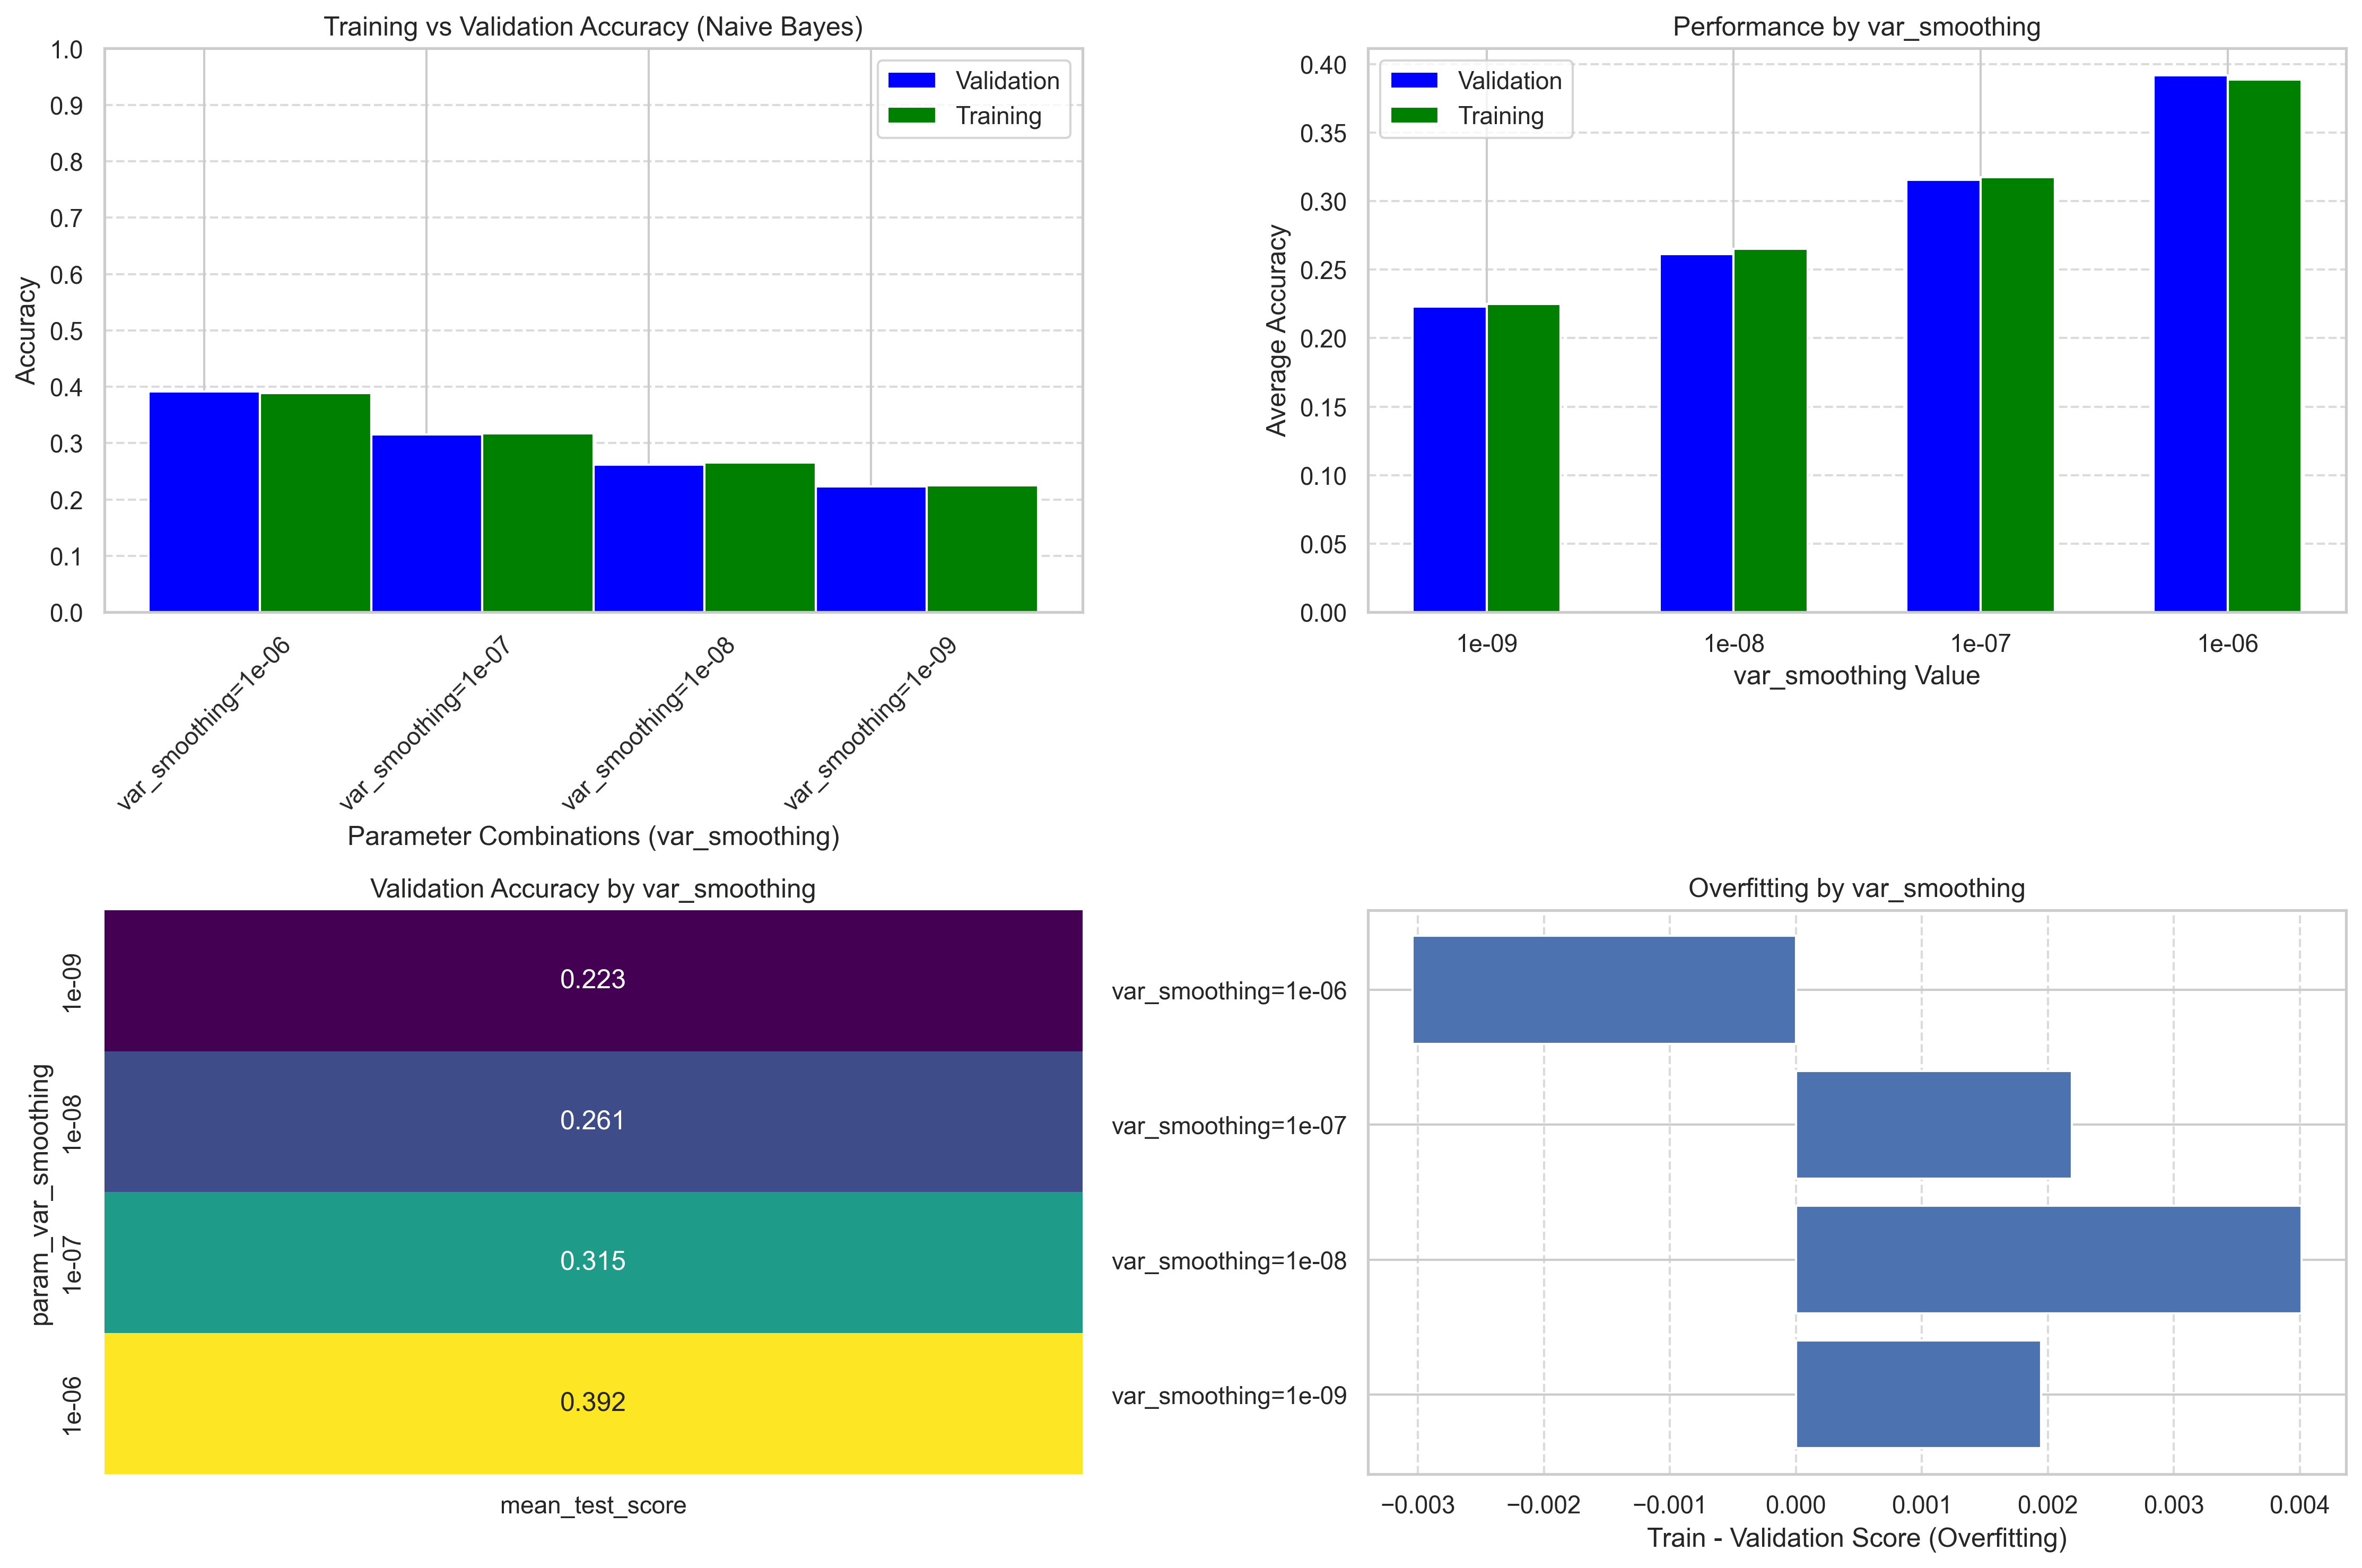 Training vs Validation Accuracy (Naive Bayes)
1.0
0.9
0.8
0.7
0.6
0.5
0.4
0.3
0.2
0.1
0.0
Accuracy
Validation
Training
var_smoothing=1e-06
var_smoothing=1e-07
var_smoothing=1e-08
var_smoothing=1e-09
Parameter Combinations (var_smoothing)
Performance by var_smoothing
0.40
0.35
0.30
0.25
0.20
0.15
0.10
0.05
0.00
Average Accuracy
Validation
Training
1e-09
1e-08
1e-07
1e-06
var_smoothing Value
Validation Accuracy by var_smoothing
param_var_smoothing
1e-09
0.223
1e-08
0.261
1e-07
0.315
1e-06
0.392
mean_test_score
Overfitting by var_smoothing
var_smoothing=1e-06
var_smoothing=1e-07
var_smoothing=1e-08
var_smoothing=1e-09
−0.003 −0.002 −0.001 0.000 0.001 0.002 0.003 0.004
Train - Validation Score (Overfitting)